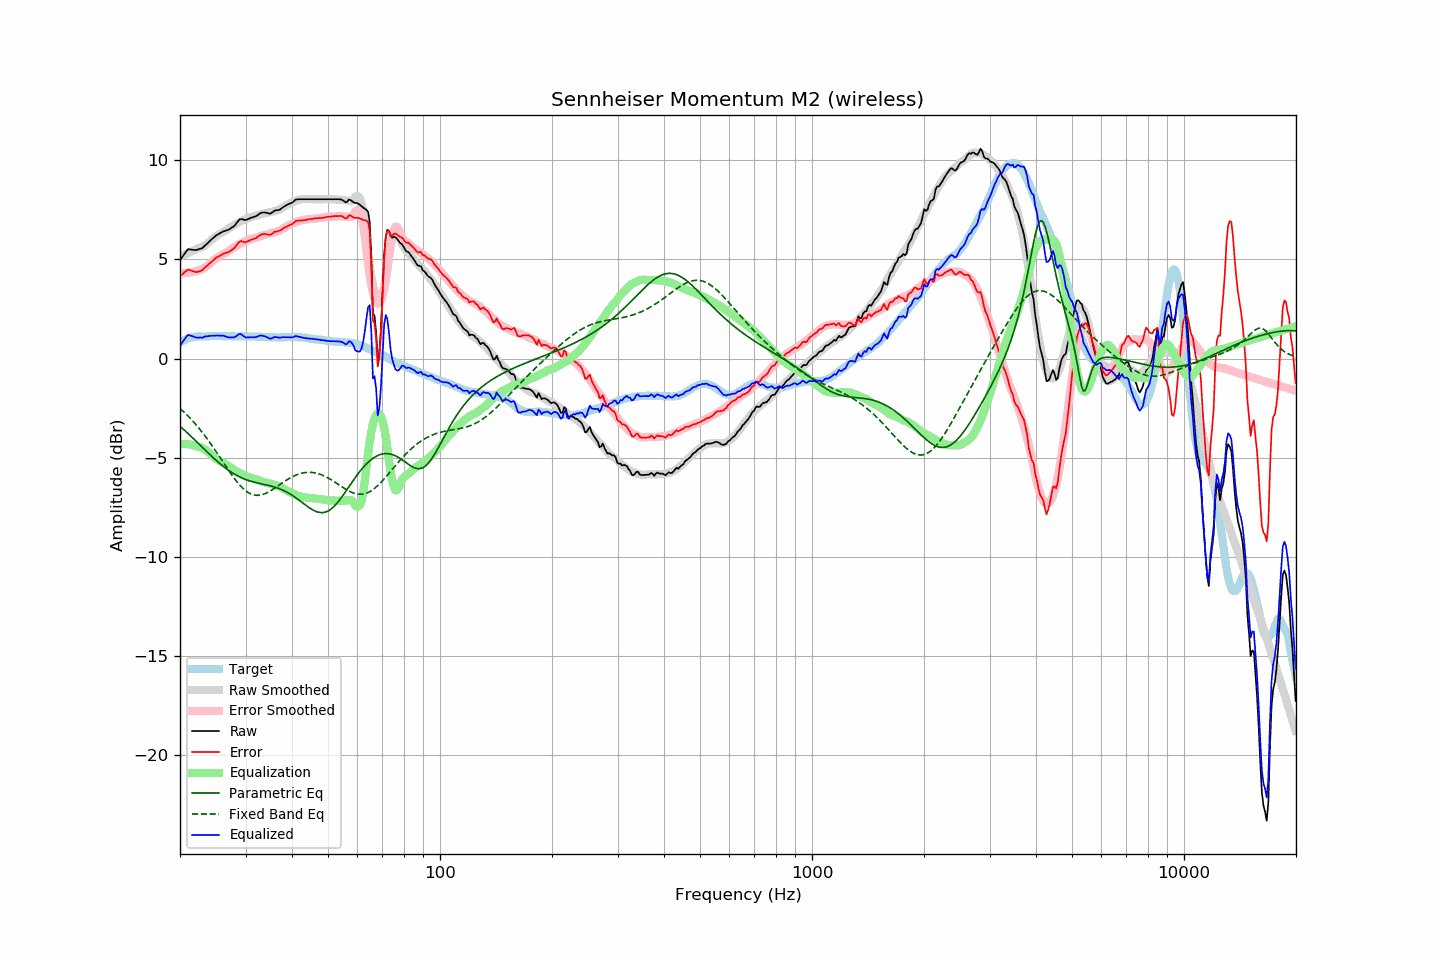 Sennheiser Momentum M2 (wireless)
10
5
0
−5
−10
−15
−20
Amplitude (dBr)
Target
Raw Smoothed
Error Smoothed
Raw
Error
Equalization
Parametric Eq
Fixed Band Eq
Equalized
100
1000
10000
Frequency (Hz)